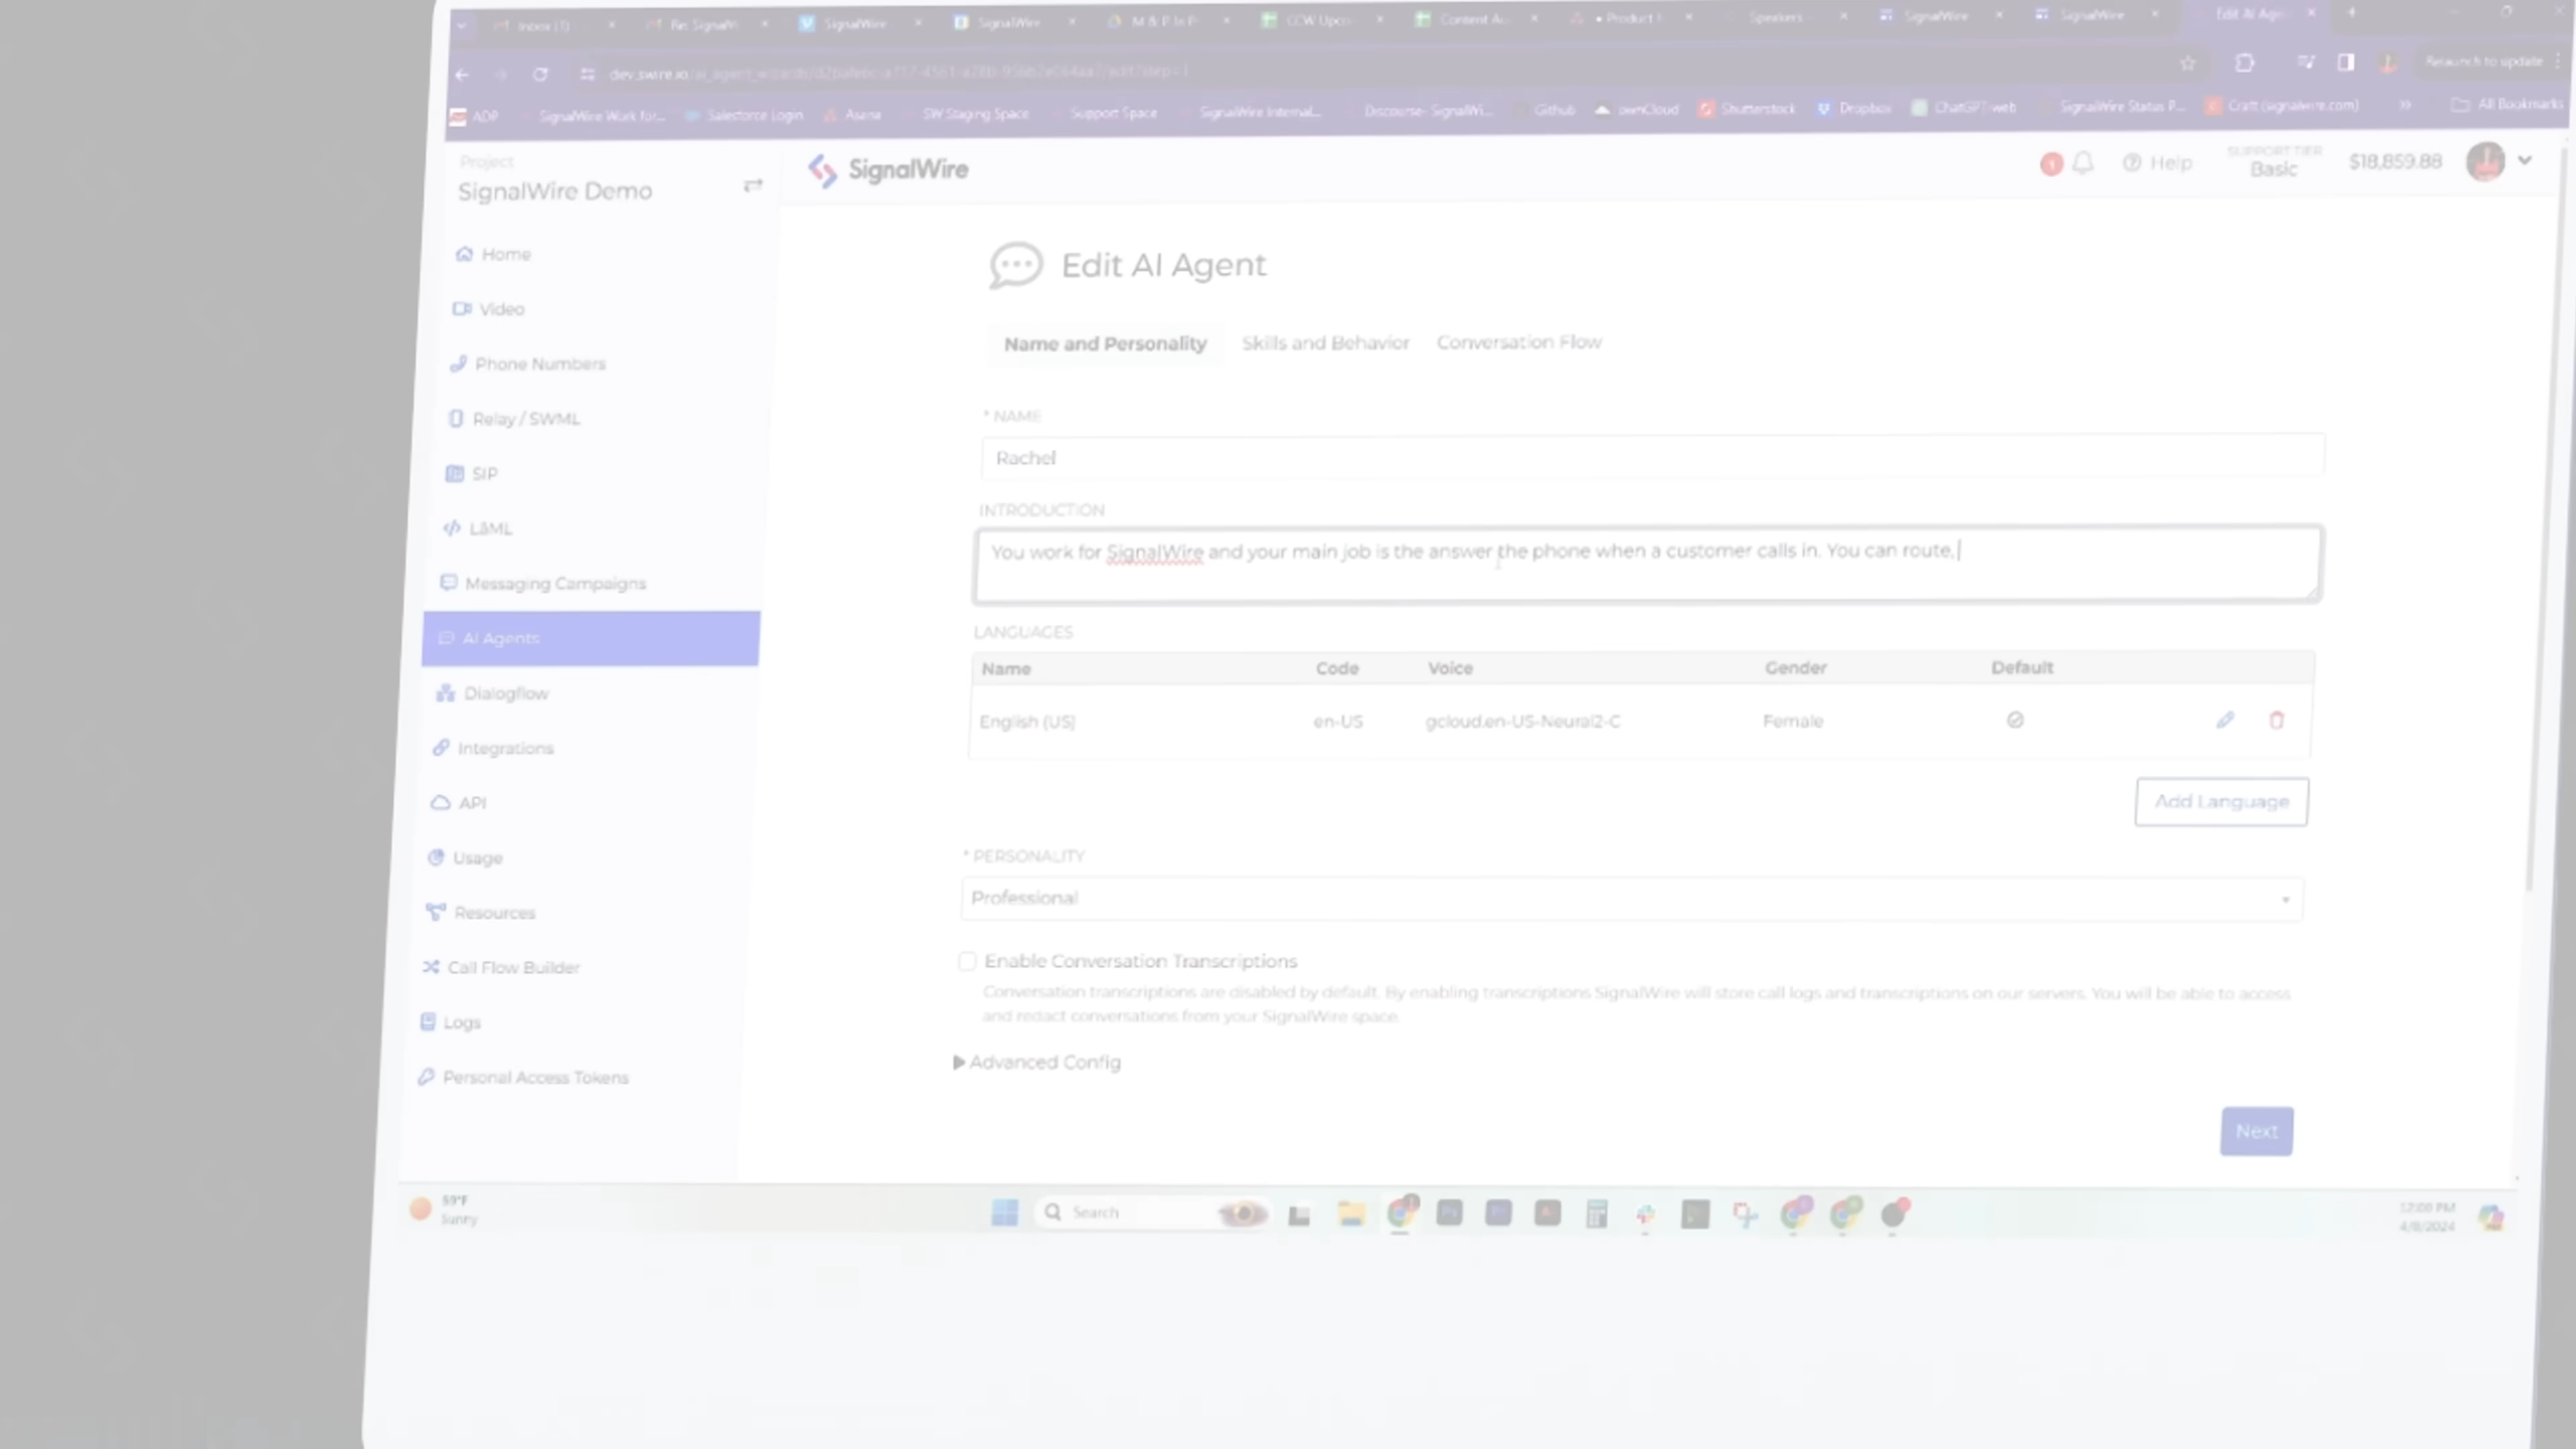 Inbox (1)
Re: SignalW
SignalWire
SignalWire
M & P
CCW Upco
Content Ac
Product
Speakers
SignalWire
SignalWire
Edit AI Age
dev.swire.io
Relaunch to update
ADP
SignalWire Work for...
Salesforce Login
Asana
SW Staging Space
Support Space
SignalWire Internal...
Discourse- SignalWi...
Github
ownCloud
Shutterstock
Dropbox
ChatGPT-web
SignalWire Status P...
Craft (signalwire.com)
All Bookmarks
Project
SignalWire Demo
Home
Video
Phone Numbers
Relay / SWML
SIP
LāML
Messaging Campaigns
AI Agents
Dialogflow
Integrations
API
Usage
Resources
Call Flow Builder
Logs
Personal Access Tokens
SignalWire
1
Help
SUPPORT TIER
Basic
$18,859.88
Edit AI Agent
Name and Personality Skills and Behavior Conversation Flow
* NAME
Rachel
INTRODUCTION
You work for SignalWire and your main job is the answer the phone when a customer calls in. You can route,
LANGUAGES
Name Code Voice Gender Default
English (US) en-US gcloud.en-US-Neural2-C Female
Add Language
* PERSONALITY
Professional
Enable Conversation Transcriptions
Conversation transcriptions are disabled by default. By enabling transcriptions SignalWire will store call logs and transcriptions on our servers. You will be able to access
and redact conversations from your SignalWire space.
Advanced Config
Next
59°F
Sunny
Search
12:00 PM
4/8/2024